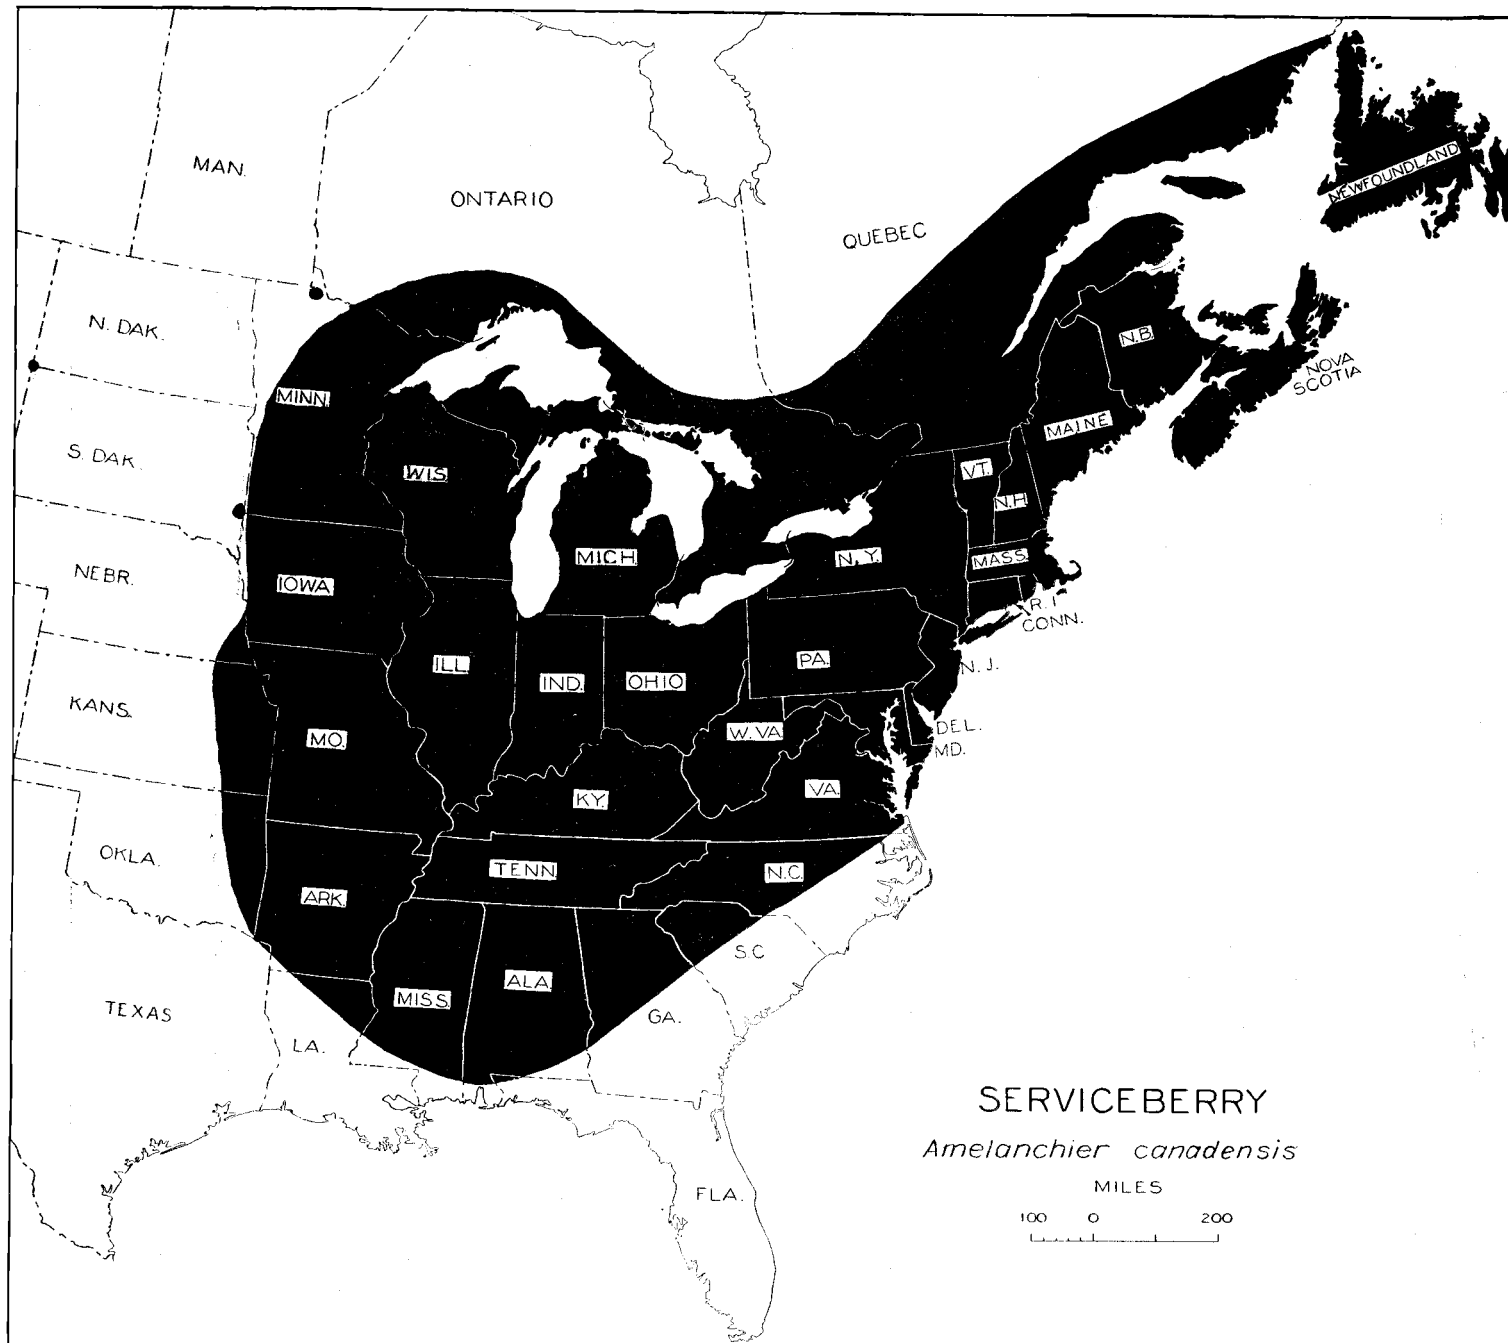 MAN.
ONTARIO
QUEBEC
NEWFOUNDLAND
N. DAK.
MINN.
N.B.
NOVA
SCOTIA
S. DAK.
WIS.
MAINE
VT.
N.H.
NEBR.
IOWA
MICH.
N.Y.
MASS.
R.I
CONN.
KANS.
ILL.
IND.
OHIO
PA.
N.J.
MO.
W.VA.
DEL.
MD.
KY.
VA.
OKLA.
ARK.
TENN.
N.C.
S.C
TEXAS
LA.
MISS.
ALA.
GA.
FLA.
SERVICEBERRY
Amelanchier canadensis
MILES
100 0 200